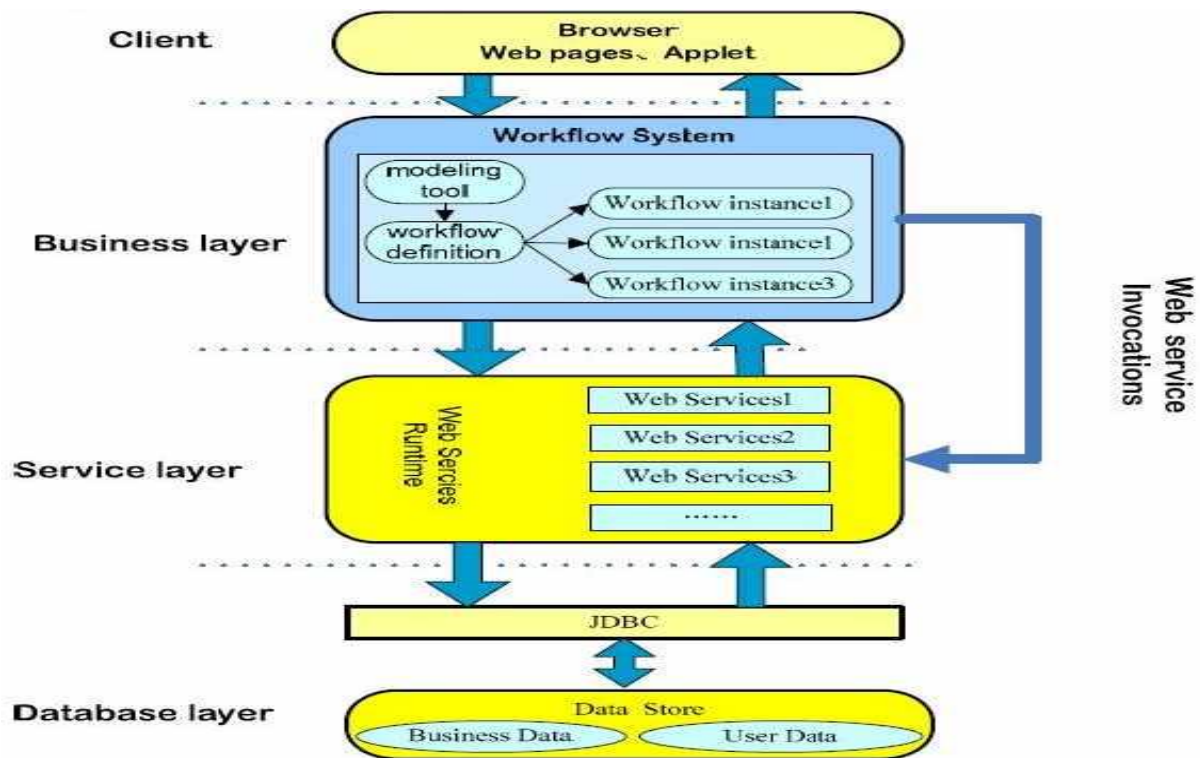 Client
Browser
Web pages、Applet
Workflow System
modeling
tool
workflow
definition
Workflow instance1
Workflow instance1
Workflow instance3
Business layer
Web service
Invocations
Service layer
Web Sercies
Runtime
Web Services1
Web Services2
Web Services3
......
JDBC
Database layer
Data Store
Business Data
User Data